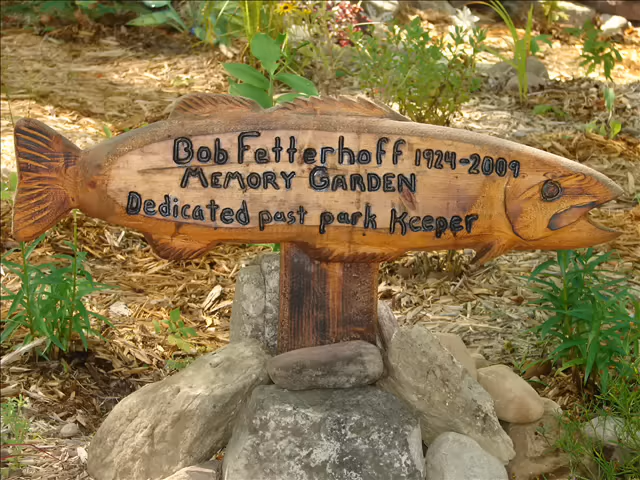 Bob Fetterhoff 1924-2009
MEMORY GARDEN
Dedicated past park Keeper